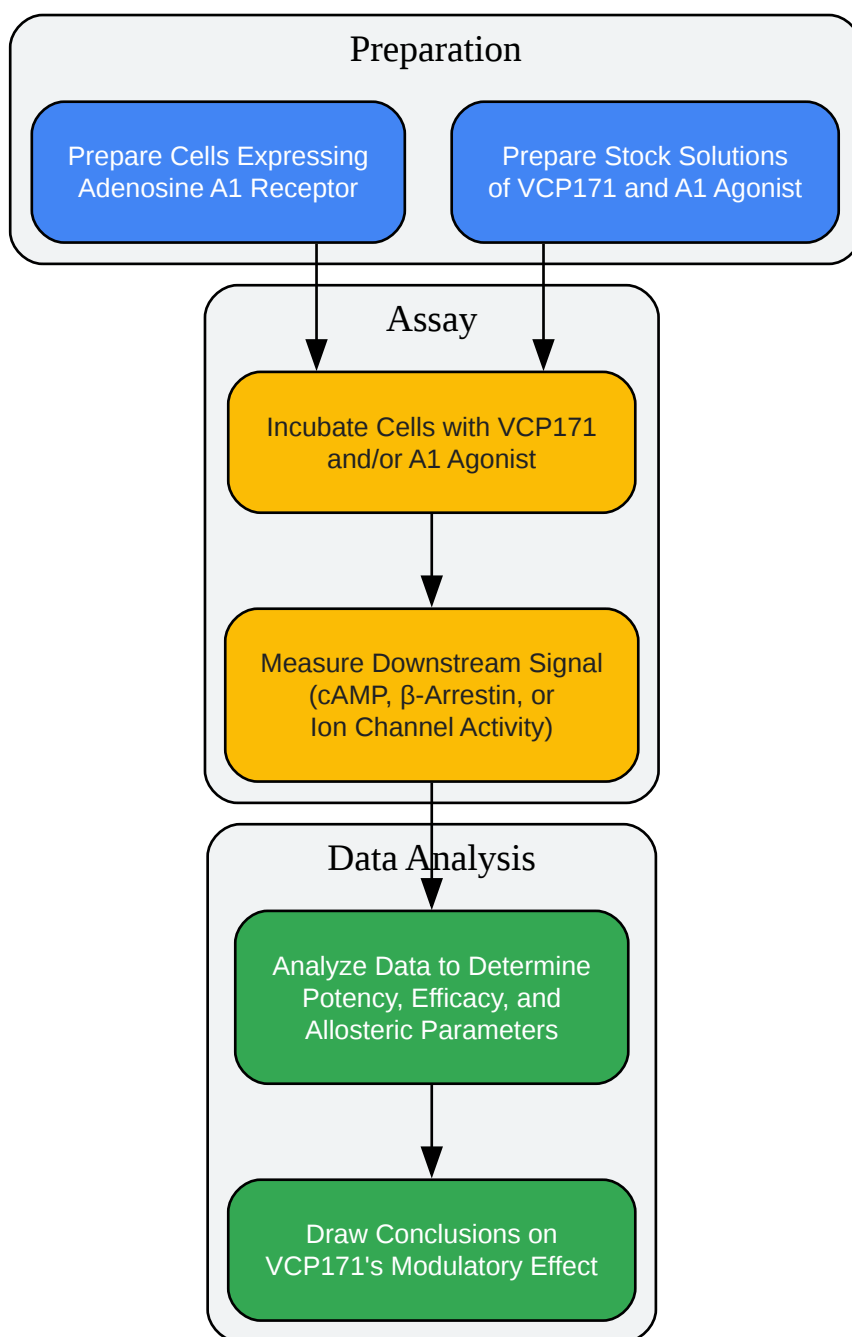 Preparation
Prepare Cells Expressing
Adenosine A1 Receptor
Prepare Stock Solutions
of VCP171 and A1 Agonist
Assay
Incubate Cells with VCP171
and/or A1 Agonist
Measure Downstream Signal
(cAMP, β-Arrestin, or
Ion Channel Activity)
Data Analysis
Analyze Data to Determine
Potency, Efficacy, and
Allosteric Parameters
Draw Conclusions on
VCP171's Modulatory Effect